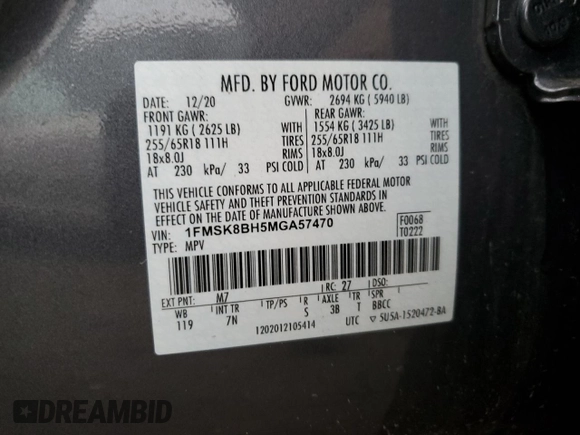 MFD. BY FORD MOTOR CO.
DATE: 12/20 GVWR: 2694 KG ( 5940 LB)
FRONT GAWR: REAR GAWR:
1191 KG ( 2625 LB) WITH 1554 KG ( 3425 LB) WITH
255/65R18 111H TIRES 255/65R18 111H TIRES
18x8.0J RIMS 18x8.0J RIMS
AT 230 kPa/ 33 PSI COLD AT 230 kPa/ 33 PSI COLD
THIS VEHICLE CONFORMS TO ALL APPLICABLE FEDERAL MOTOR
VEHICLE SAFETY AND THEFT PREVENTION STANDARDS IN
EFFECT ON THE DATE OF MANUFACTURE SHOWN ABOVE.
VIN: 1FMSK8BH5MGA57470 F0068
TYPE: MPV T0222
EXT PNT: M7 RC: 27 DSO:
WB INT TR TP/PS R AXLE TR SPR
119 7N S 3B T BBCC
1202012105414 UTC SU5A-1520472-BA
DREAMBID